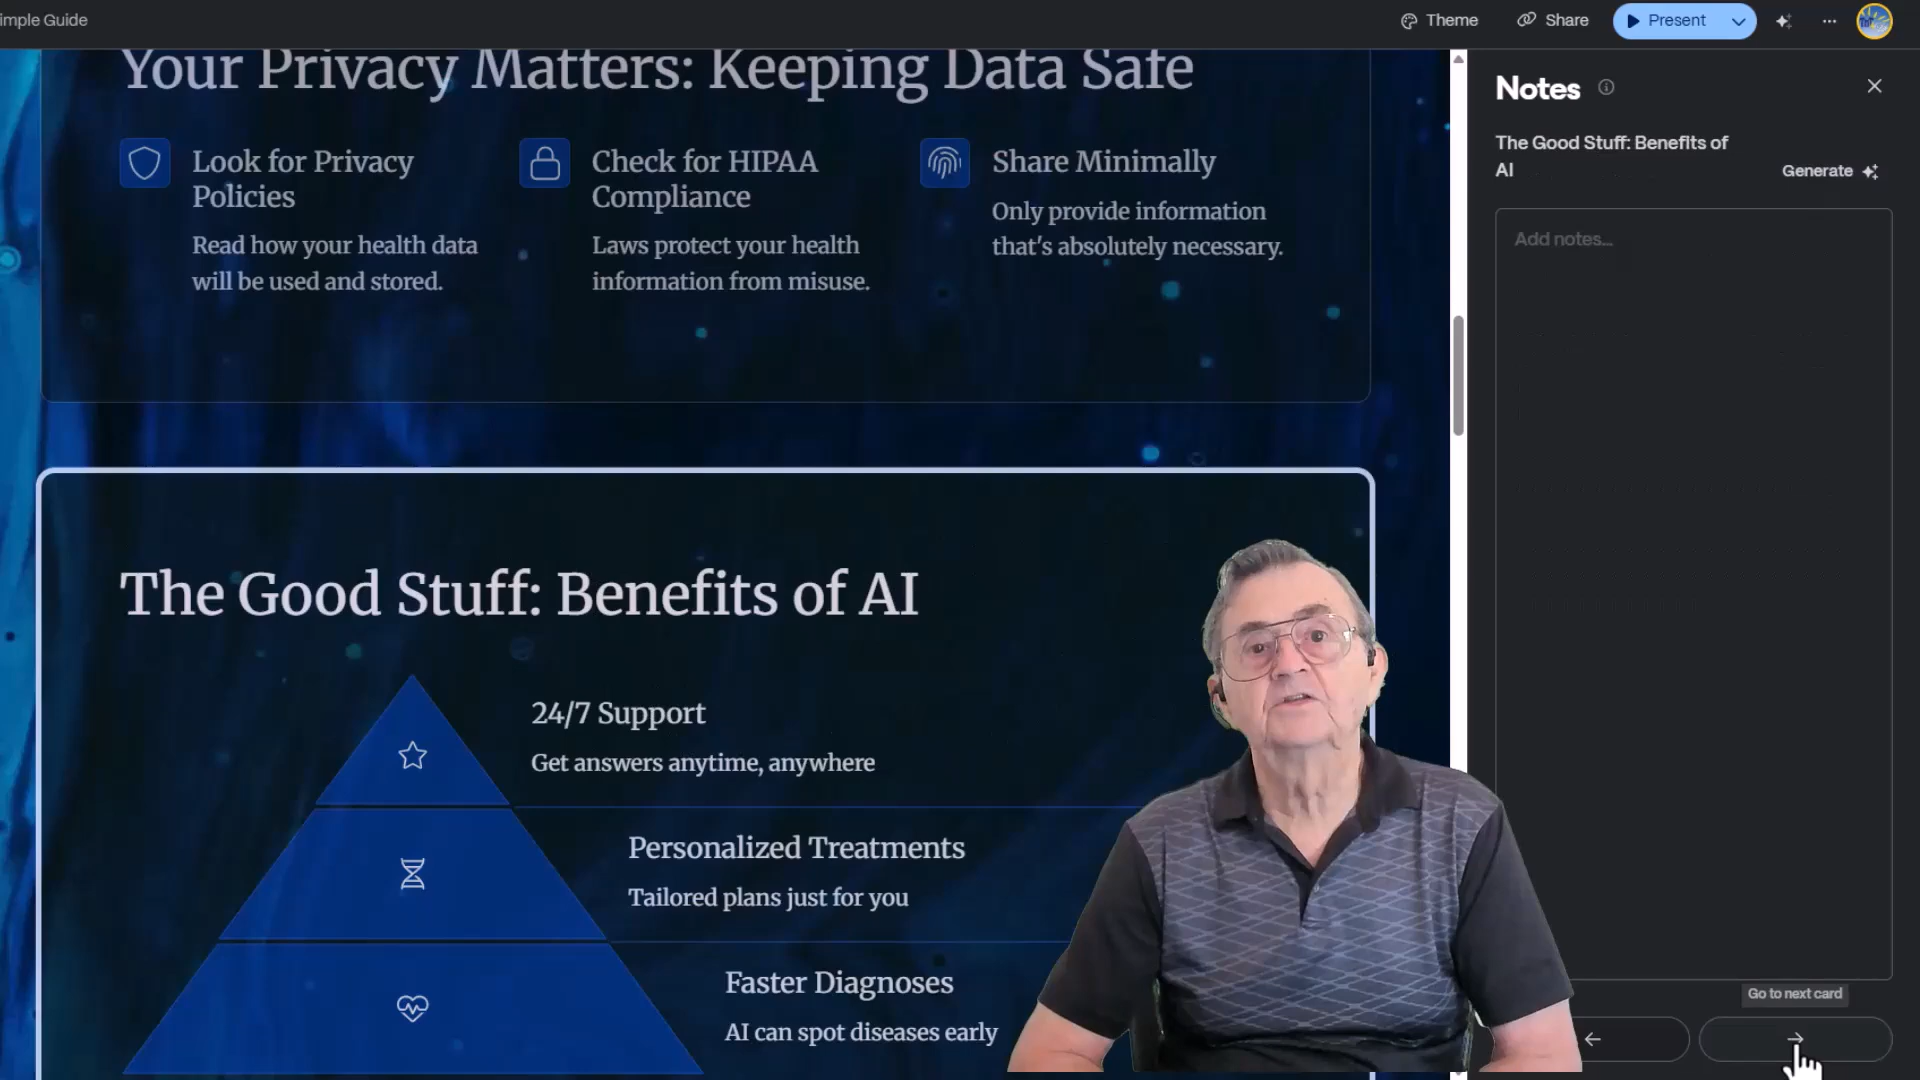 imple Guide
Theme
Share
Present
Your Privacy Matters: Keeping Data Safe
Look for Privacy
Policies
Read how your health data
will be used and stored.
Check for HIPAA
Compliance
Laws protect your health
information from misuse.
Share Minimally
Only provide information
that's absolutely necessary.
The Good Stuff: Benefits of AI
24/7 Support
Get answers anytime, anywhere
Personalized Treatments
Tailored plans just for you
Faster Diagnoses
AI can spot diseases early
Notes
The Good Stuff: Benefits of
AI
Generate
Add notes...
Go to next card